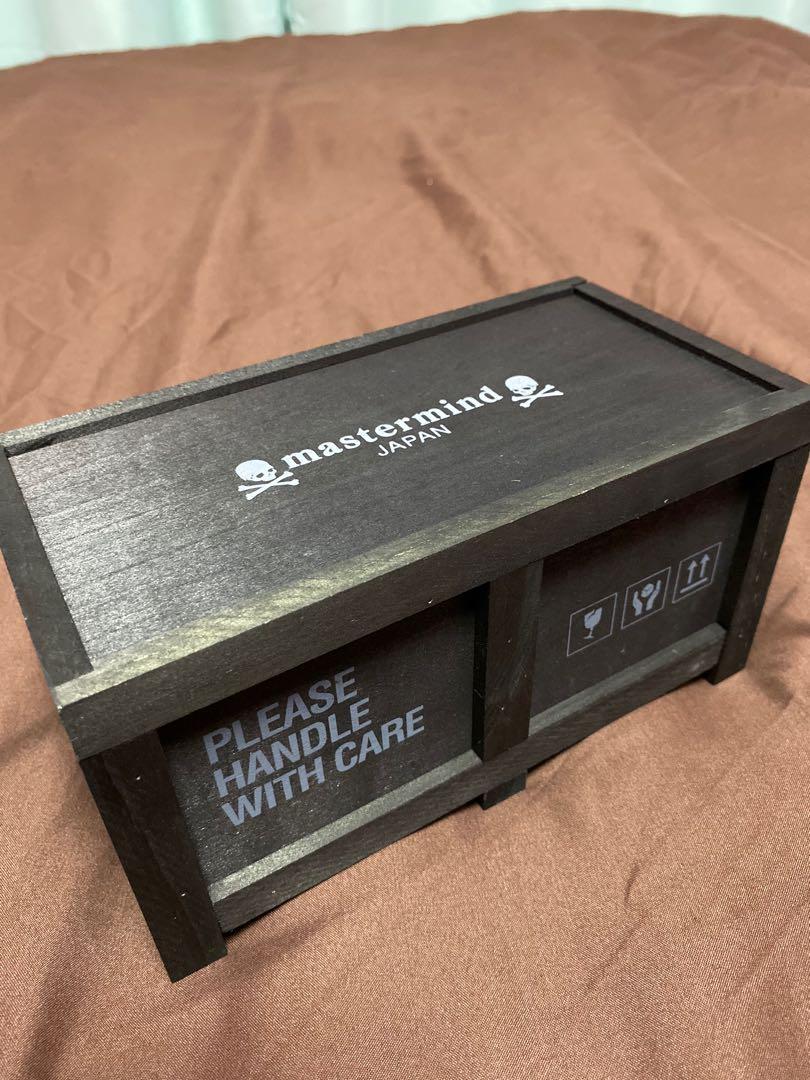 mastermind
JAPAN
PLEASE
HANDLE
WITH CARE